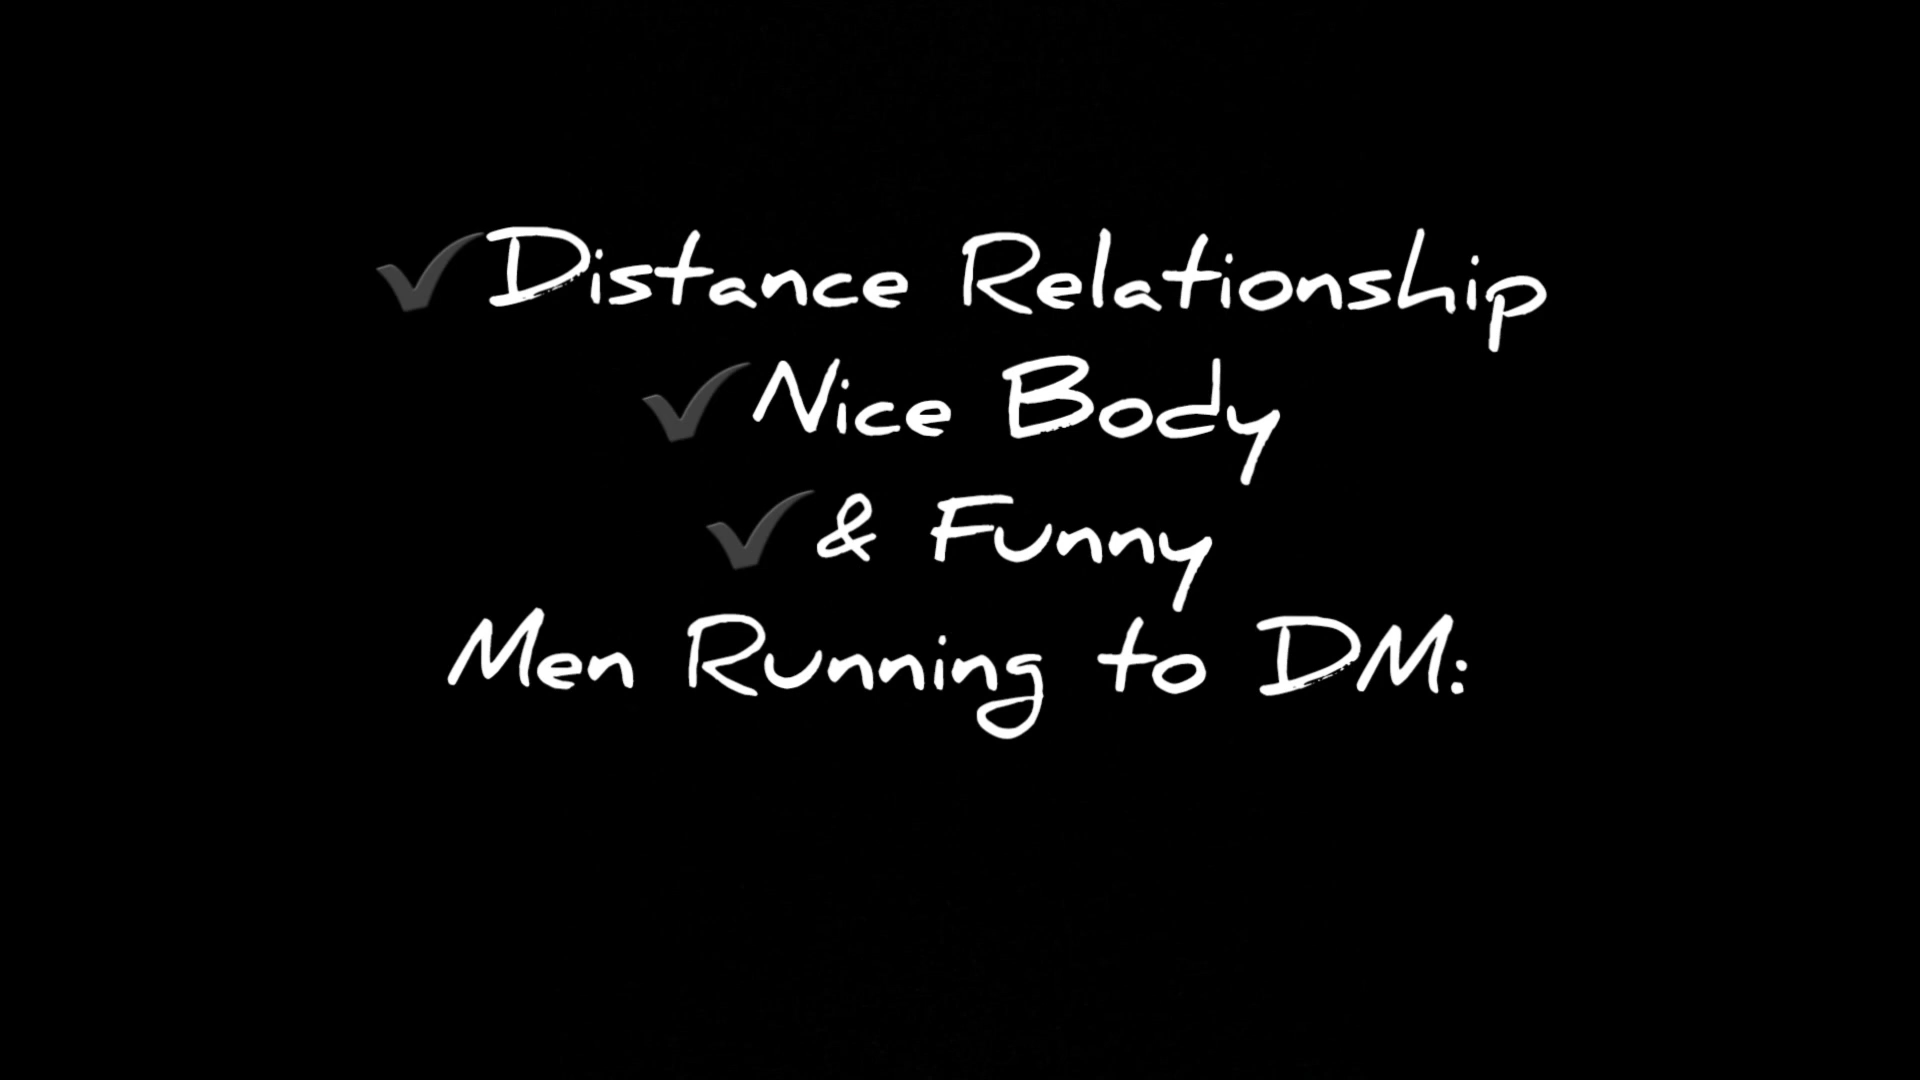 ✔Distance Relationship
✔Nice Body
✔& Funny
Men Running to DM: